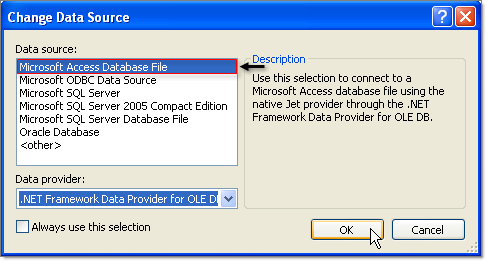 Change Data Source
Data source:
Microsoft Access Database File
Microsoft ODBC Data Source
Microsoft SQL Server
Microsoft SQL Server 2005 Compact Edition
Microsoft SQL Server Database File
Oracle Database
<other>
Description
Use this selection to connect to a
Microsoft Access database file using the
native Jet provider through the .NET
Framework Data Provider for OLE DB.
Data provider:
.NET Framework Data Provider for OLE D
Always use this selection
OK
Cancel